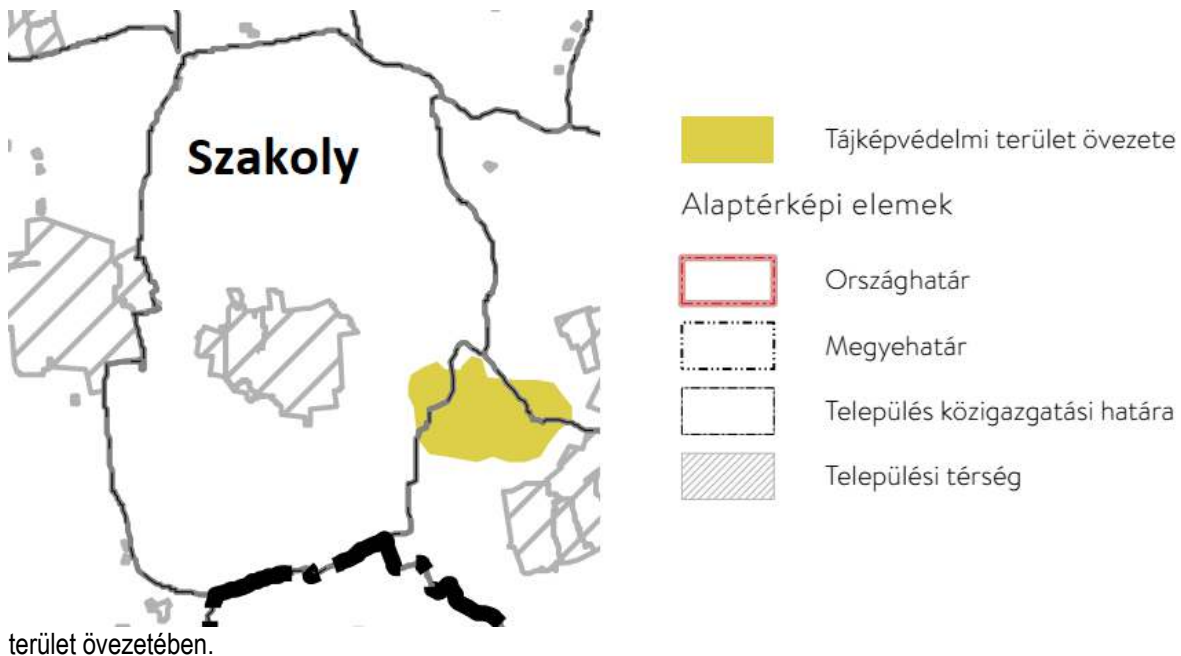 Szakoly
Tájképvédelmi terület övezete
Alaptérképi elemek
Országhatár
Megyehatár
Település közigazgatási határa
Települési térség
terület övezetében.